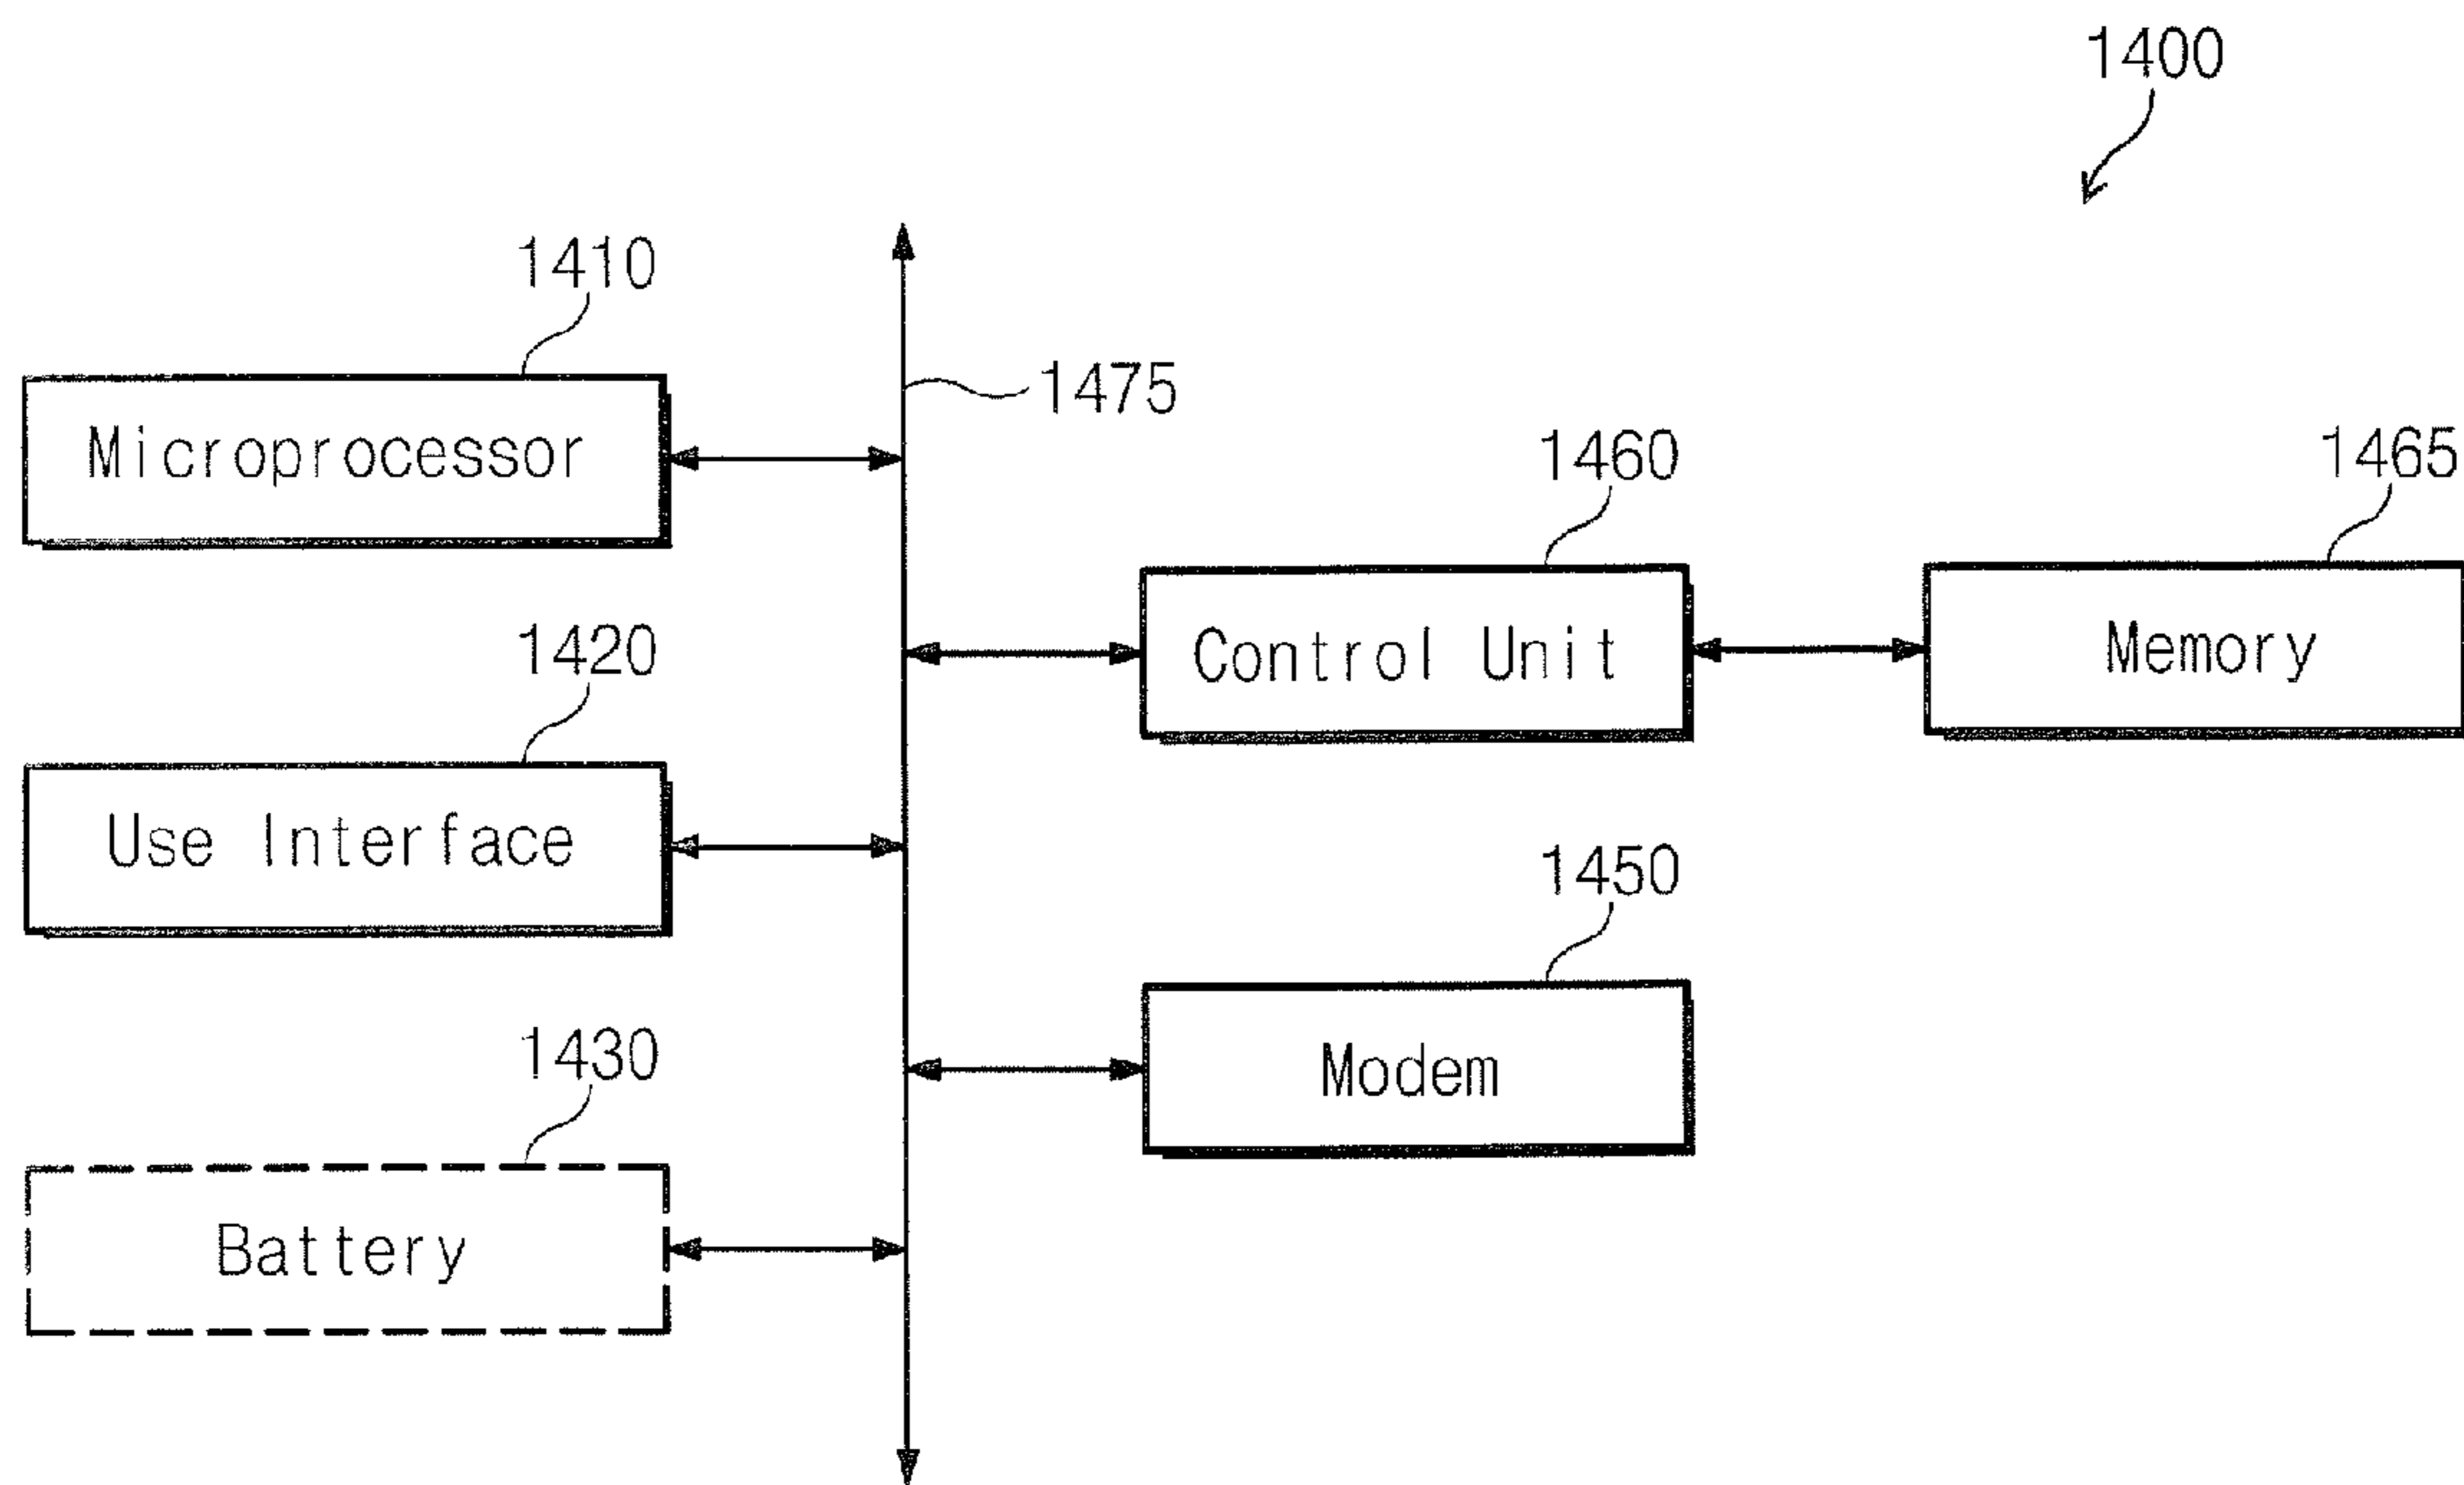 1400
1410
1475
Microprocessor
1460
1465
Control Unit
Memory
1420
Use Interface
1450
Modem
1430
Battery